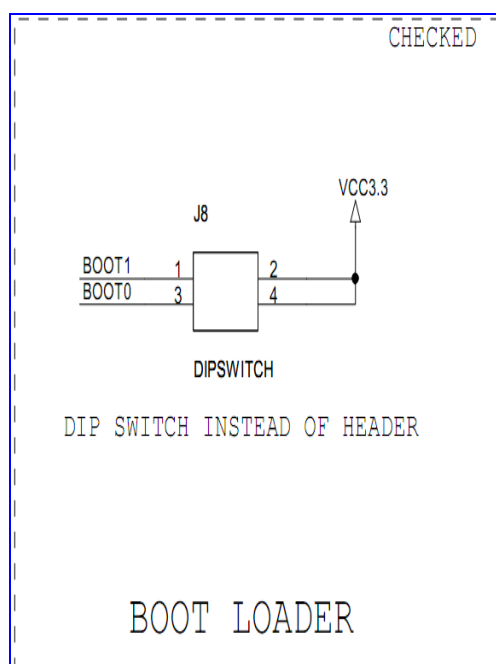 CHECKED
VCC3.3
J8
BOOT1 1 2
BOOT0 3 4
DIPSWITCH
DIP SWITCH INSTEAD OF HEADER
BOOT LOADER